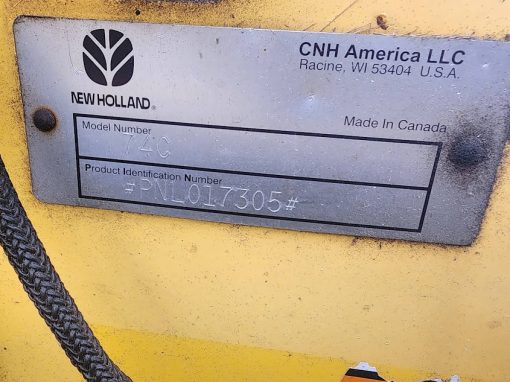 CNH America LLC
Racine, WI 53404 U.S.A.
NEW HOLLAND®
Made in Canada
Model Number
74C
Product Identification Number
#PNL017305#